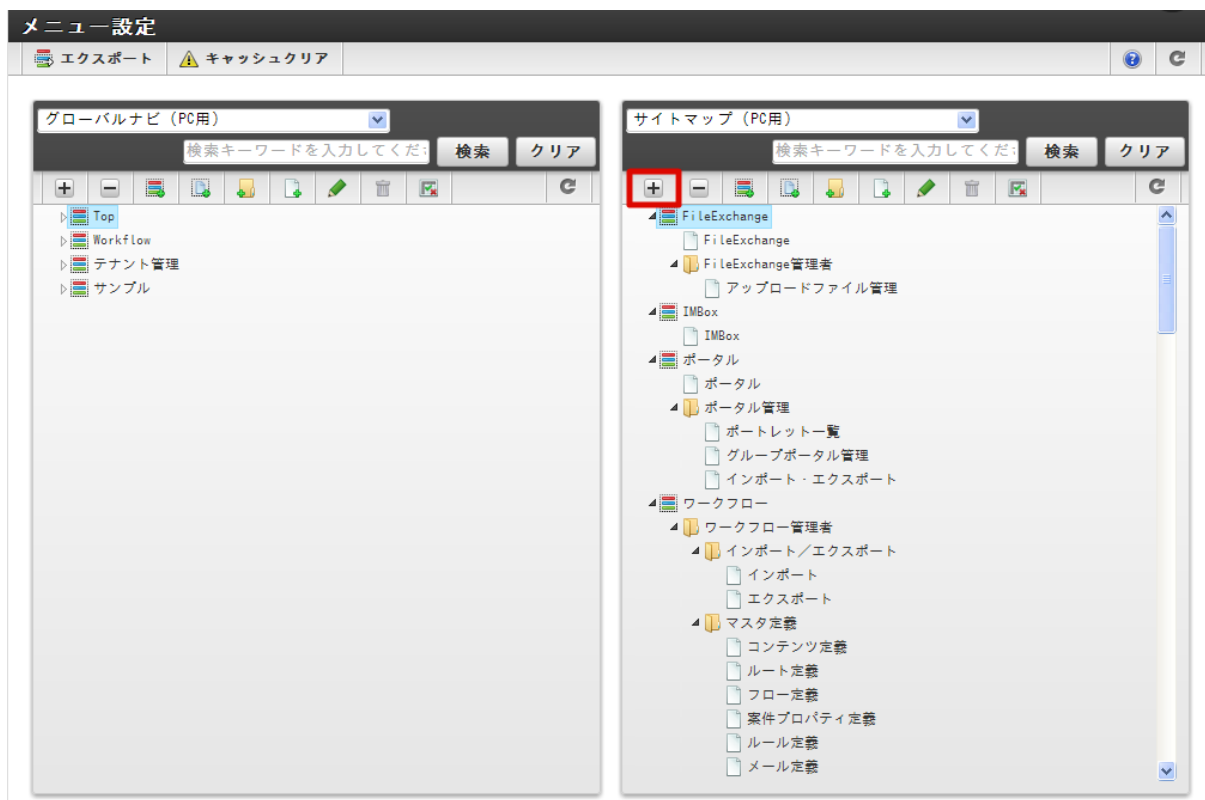 メニュー設定
エクスポート キャッシュクリア
グローバルナビ（PC用）
検索キーワードを入力してくださ 検索 クリア
Top
Workflow
テナント管理
サンプル
サイトマップ（PC用）
検索キーワードを入力してくださ 検索 クリア
FileExchange
FileExchange
FileExchange管理者
アップロードファイル管理
IMBox
IMBox
ポータル
ポータル
ポータル管理
ポートレット一覧
グループポータル管理
インポート・エクスポート
ワークフロー
ワークフロー管理者
インポート／エクスポート
インポート
エクスポート
マスタ定義
コンテンツ定義
ルート定義
フロー定義
案件プロパティ定義
ルール定義
メール定義